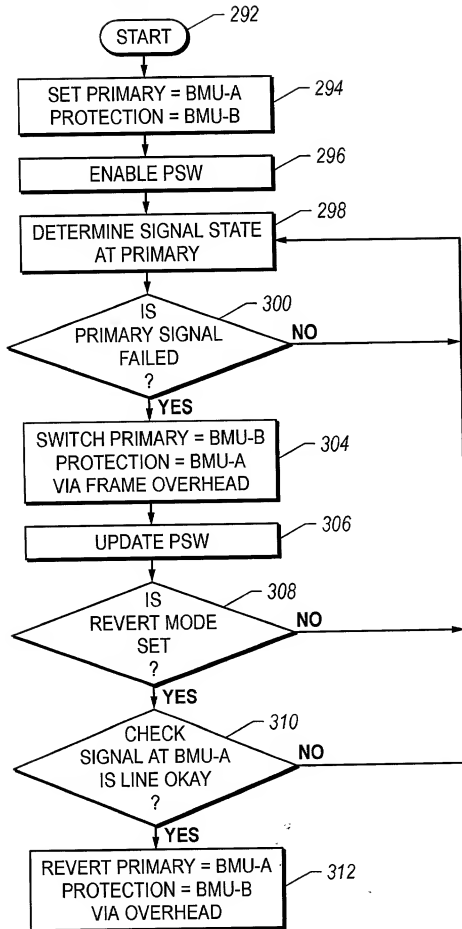 292
START
294
SET PRIMARY = BMU-A
PROTECTION = BMU-B
296
ENABLE PSW
298
DETERMINE SIGNAL STATE
AT PRIMARY
300
IS
PRIMARY SIGNAL
FAILED
?
NO
YES
304
SWITCH PRIMARY = BMU-B
PROTECTION = BMU-A
VIA FRAME OVERHEAD
306
UPDATE PSW
308
IS
REVERT MODE
SET
?
NO
YES
310
CHECK
SIGNAL AT BMU-A
IS LINE OKAY
?
NO
YES
312
REVERT PRIMARY = BMU-A
PROTECTION = BMU-B
VIA OVERHEAD